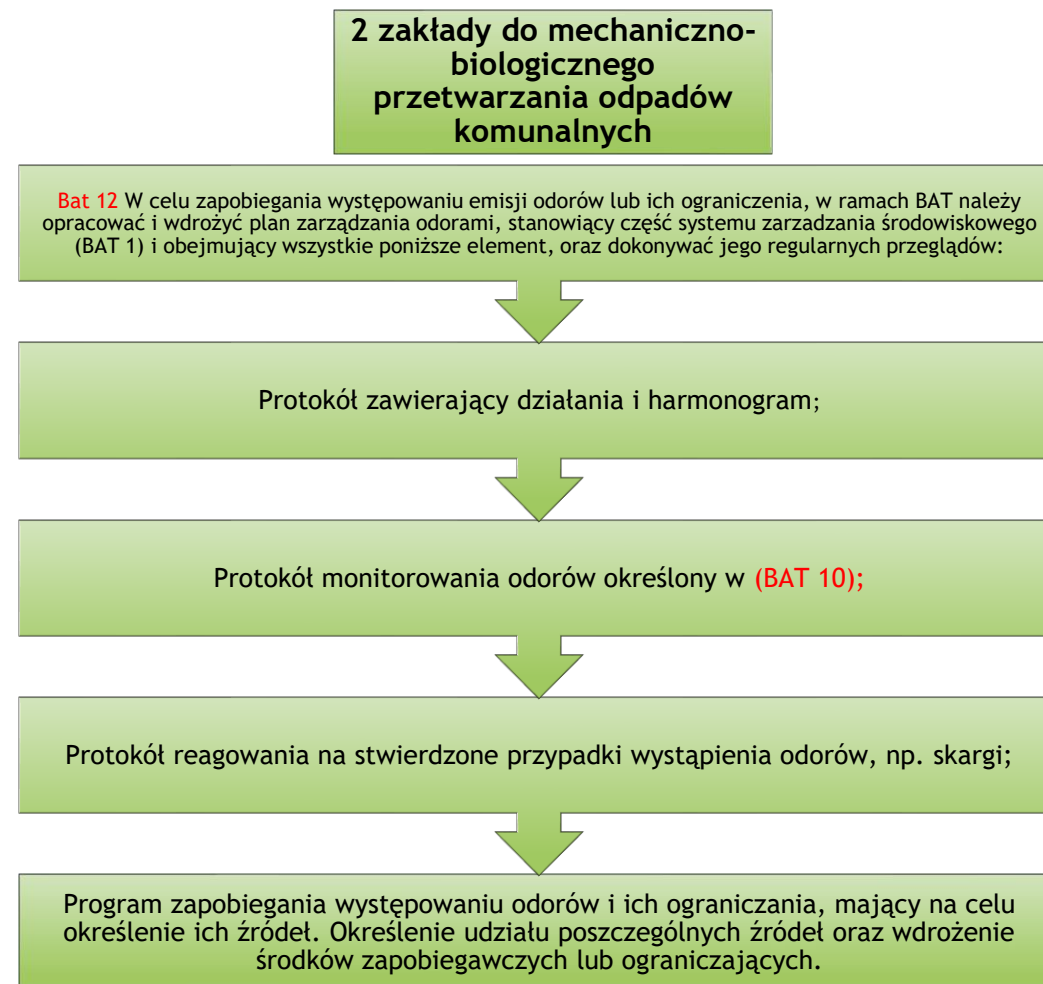 2 zakłady do mechaniczno-
biologicznego
przetwarzania odpadów
komunalnych
Bat 12 W celu zapobiegania występowaniu emisji odorów lub ich ograniczenia, w ramach BAT należy
opracować i wdrożyć plan zarządzania odorami, stanowiący część systemu zarzadzania środowiskowego
(BAT 1) i obejmujący wszystkie poniższe element, oraz dokonywać jego regularnych przeglądów:
Protokół zawierający działania i harmonogram;
Protokół monitorowania odorów określony w (BAT 10);
Protokół reagowania na stwierdzone przypadki wystąpienia odorów, np. skargi;
Program zapobiegania występowaniu odorów i ich ograniczania, mający na celu
określenie ich źródeł. Określenie udziału poszczególnych źródeł oraz wdrożenie
środków zapobiegawczych lub ograniczających.